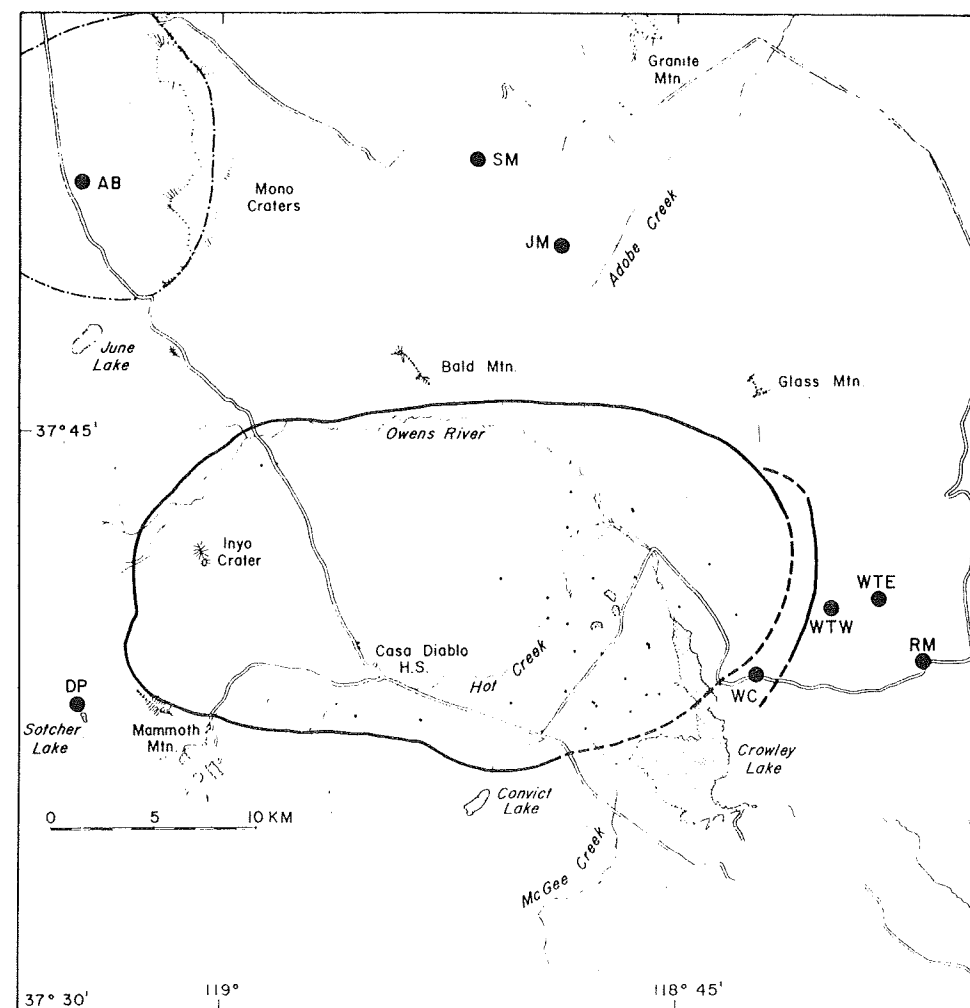 Granite
Mtn.
SM
AB
Mono
Craters
JM
Adobe Creek
June
Lake
Bald Mtn.
Glass Mtn.
37° 45'
Owens River
Inyo
Crater
WTE
WTW
Casa Diablo
H.S.
Hot Creek
RM
DP
WC
Sotcher
Lake
Mammoth
Mtn.
Crowley
Lake
Convict
Lake
0 5 10 KM
McGee Creek
37° 30'
119°
118° 45'